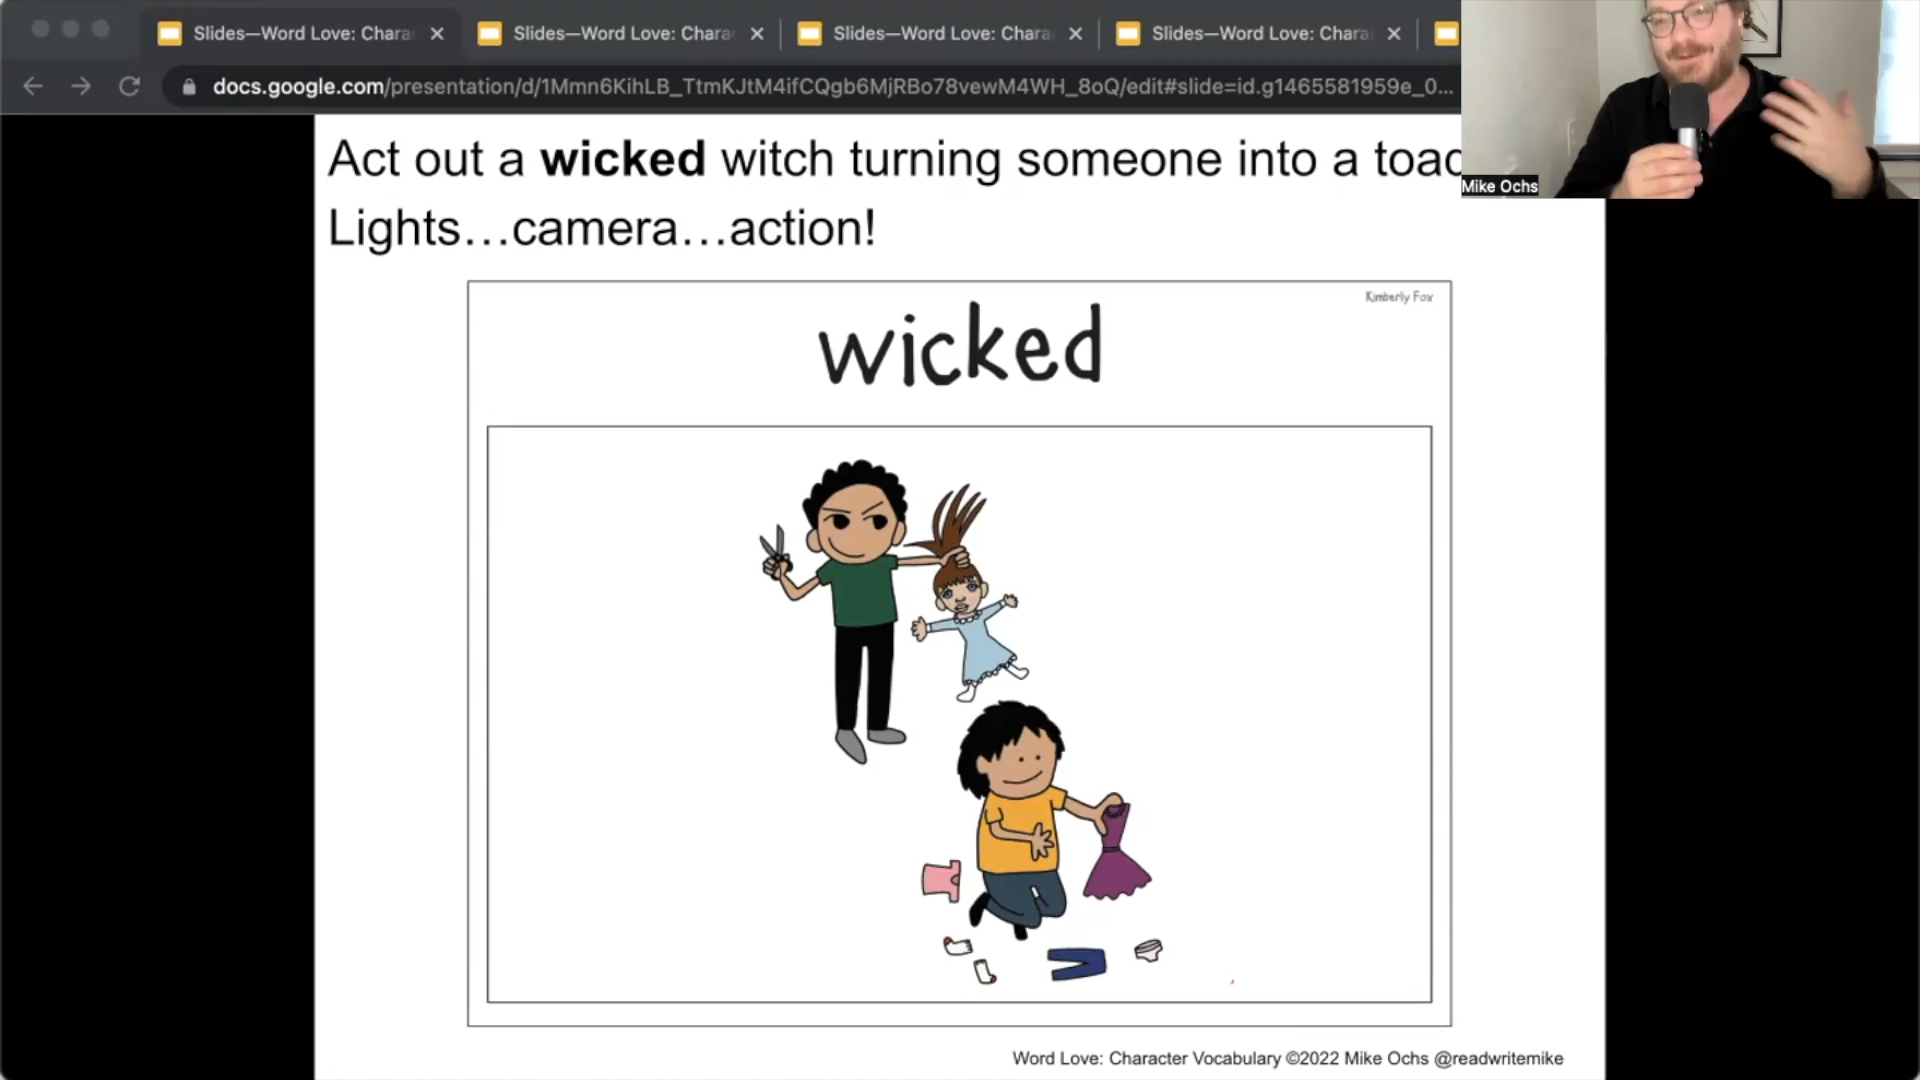 Slides—Word Love: Chara
Slides—Word Love: Chara
Slides—Word Love: Chara
Slides—Word Love: Chara
docs.google.com/presentation/d/1Mmn6KihLB_TtmKJtM4ifCQgb6MjRBo78vewM4WH_8oQ/edit#slide=id.g1465581959e_0...
Mike Ochs
Act out a wicked witch turning someone into a toad
Lights…camera…action!
Kimberly Fox
wicked
Word Love: Character Vocabulary ©2022 Mike Ochs @readwritemike